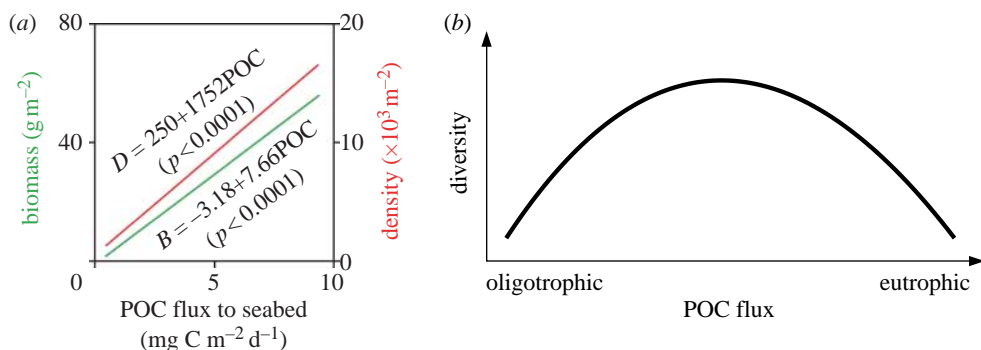 (a)
80
40
0
biomass (g m⁻²)
D = 250+1752POC
(p < 0.0001)
B = −3.18+7.66POC
(p < 0.0001)
20
10
0
density (×10³ m⁻²)
5
10
POC flux to seabed
(mg C m⁻² d⁻¹)
(b)
diversity
oligotrophic
eutrophic
POC flux